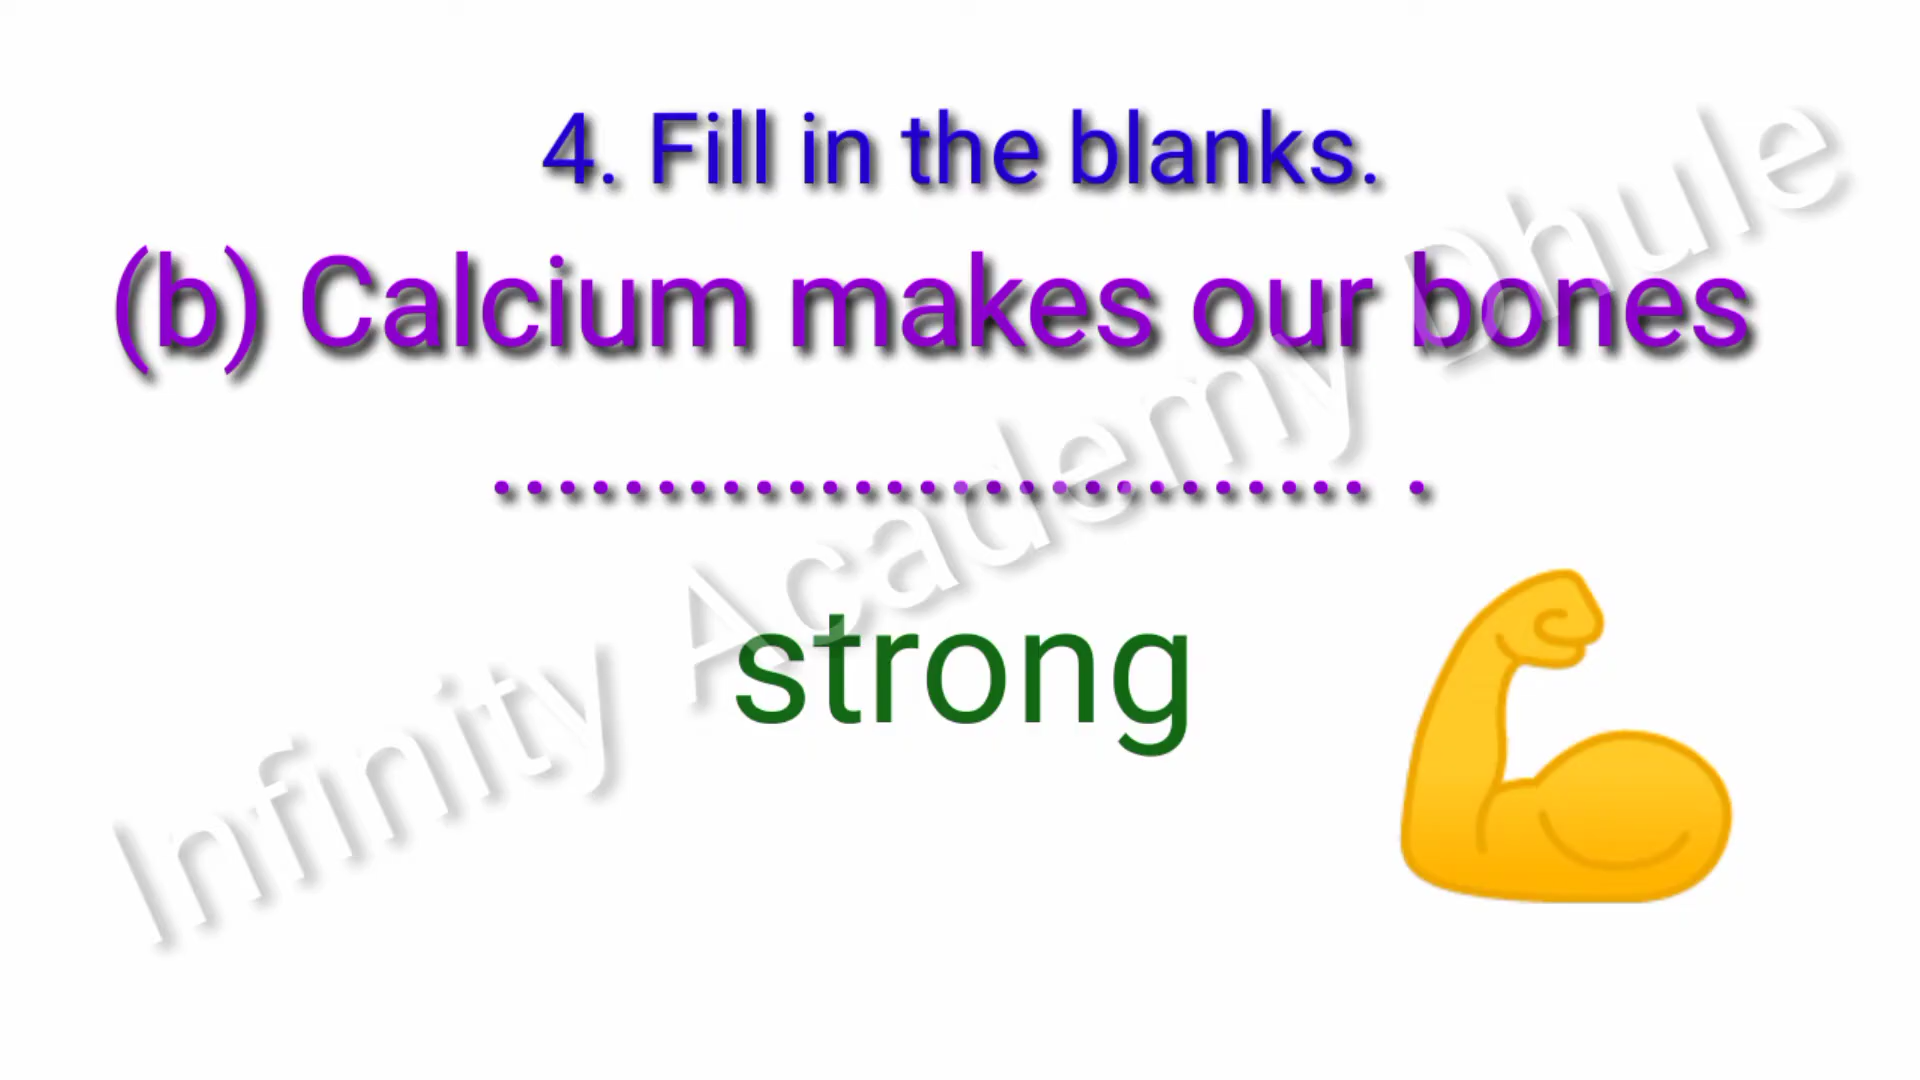 4. Fill in the blanks.
(b) Calcium makes our bones
........................... .
strong
Infinity Academy Dhule